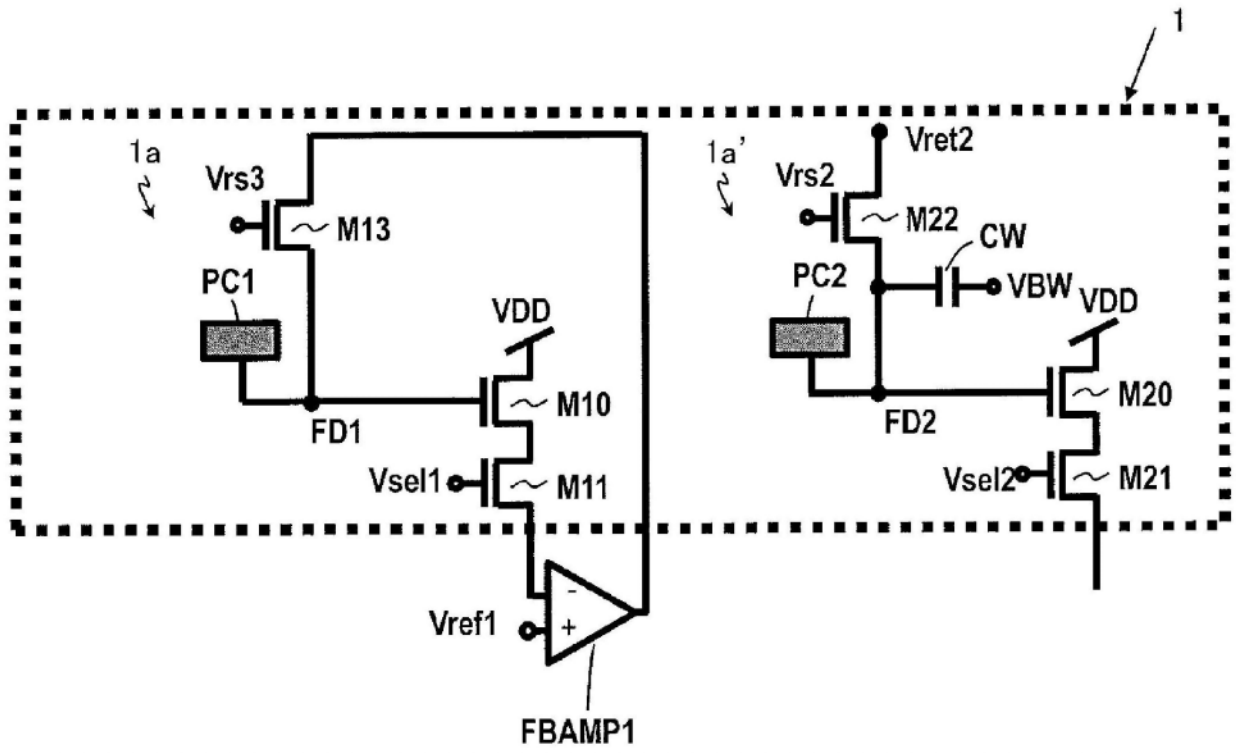 1
1a
1a’
Vret2
Vrs3
Vrs2
M13
M22
CW
PC1
PC2
VBW
VDD
VDD
M10
M20
FD1
FD2
Vsel1
M11
Vsel2
M21
-
Vref1
+
FBAMP1